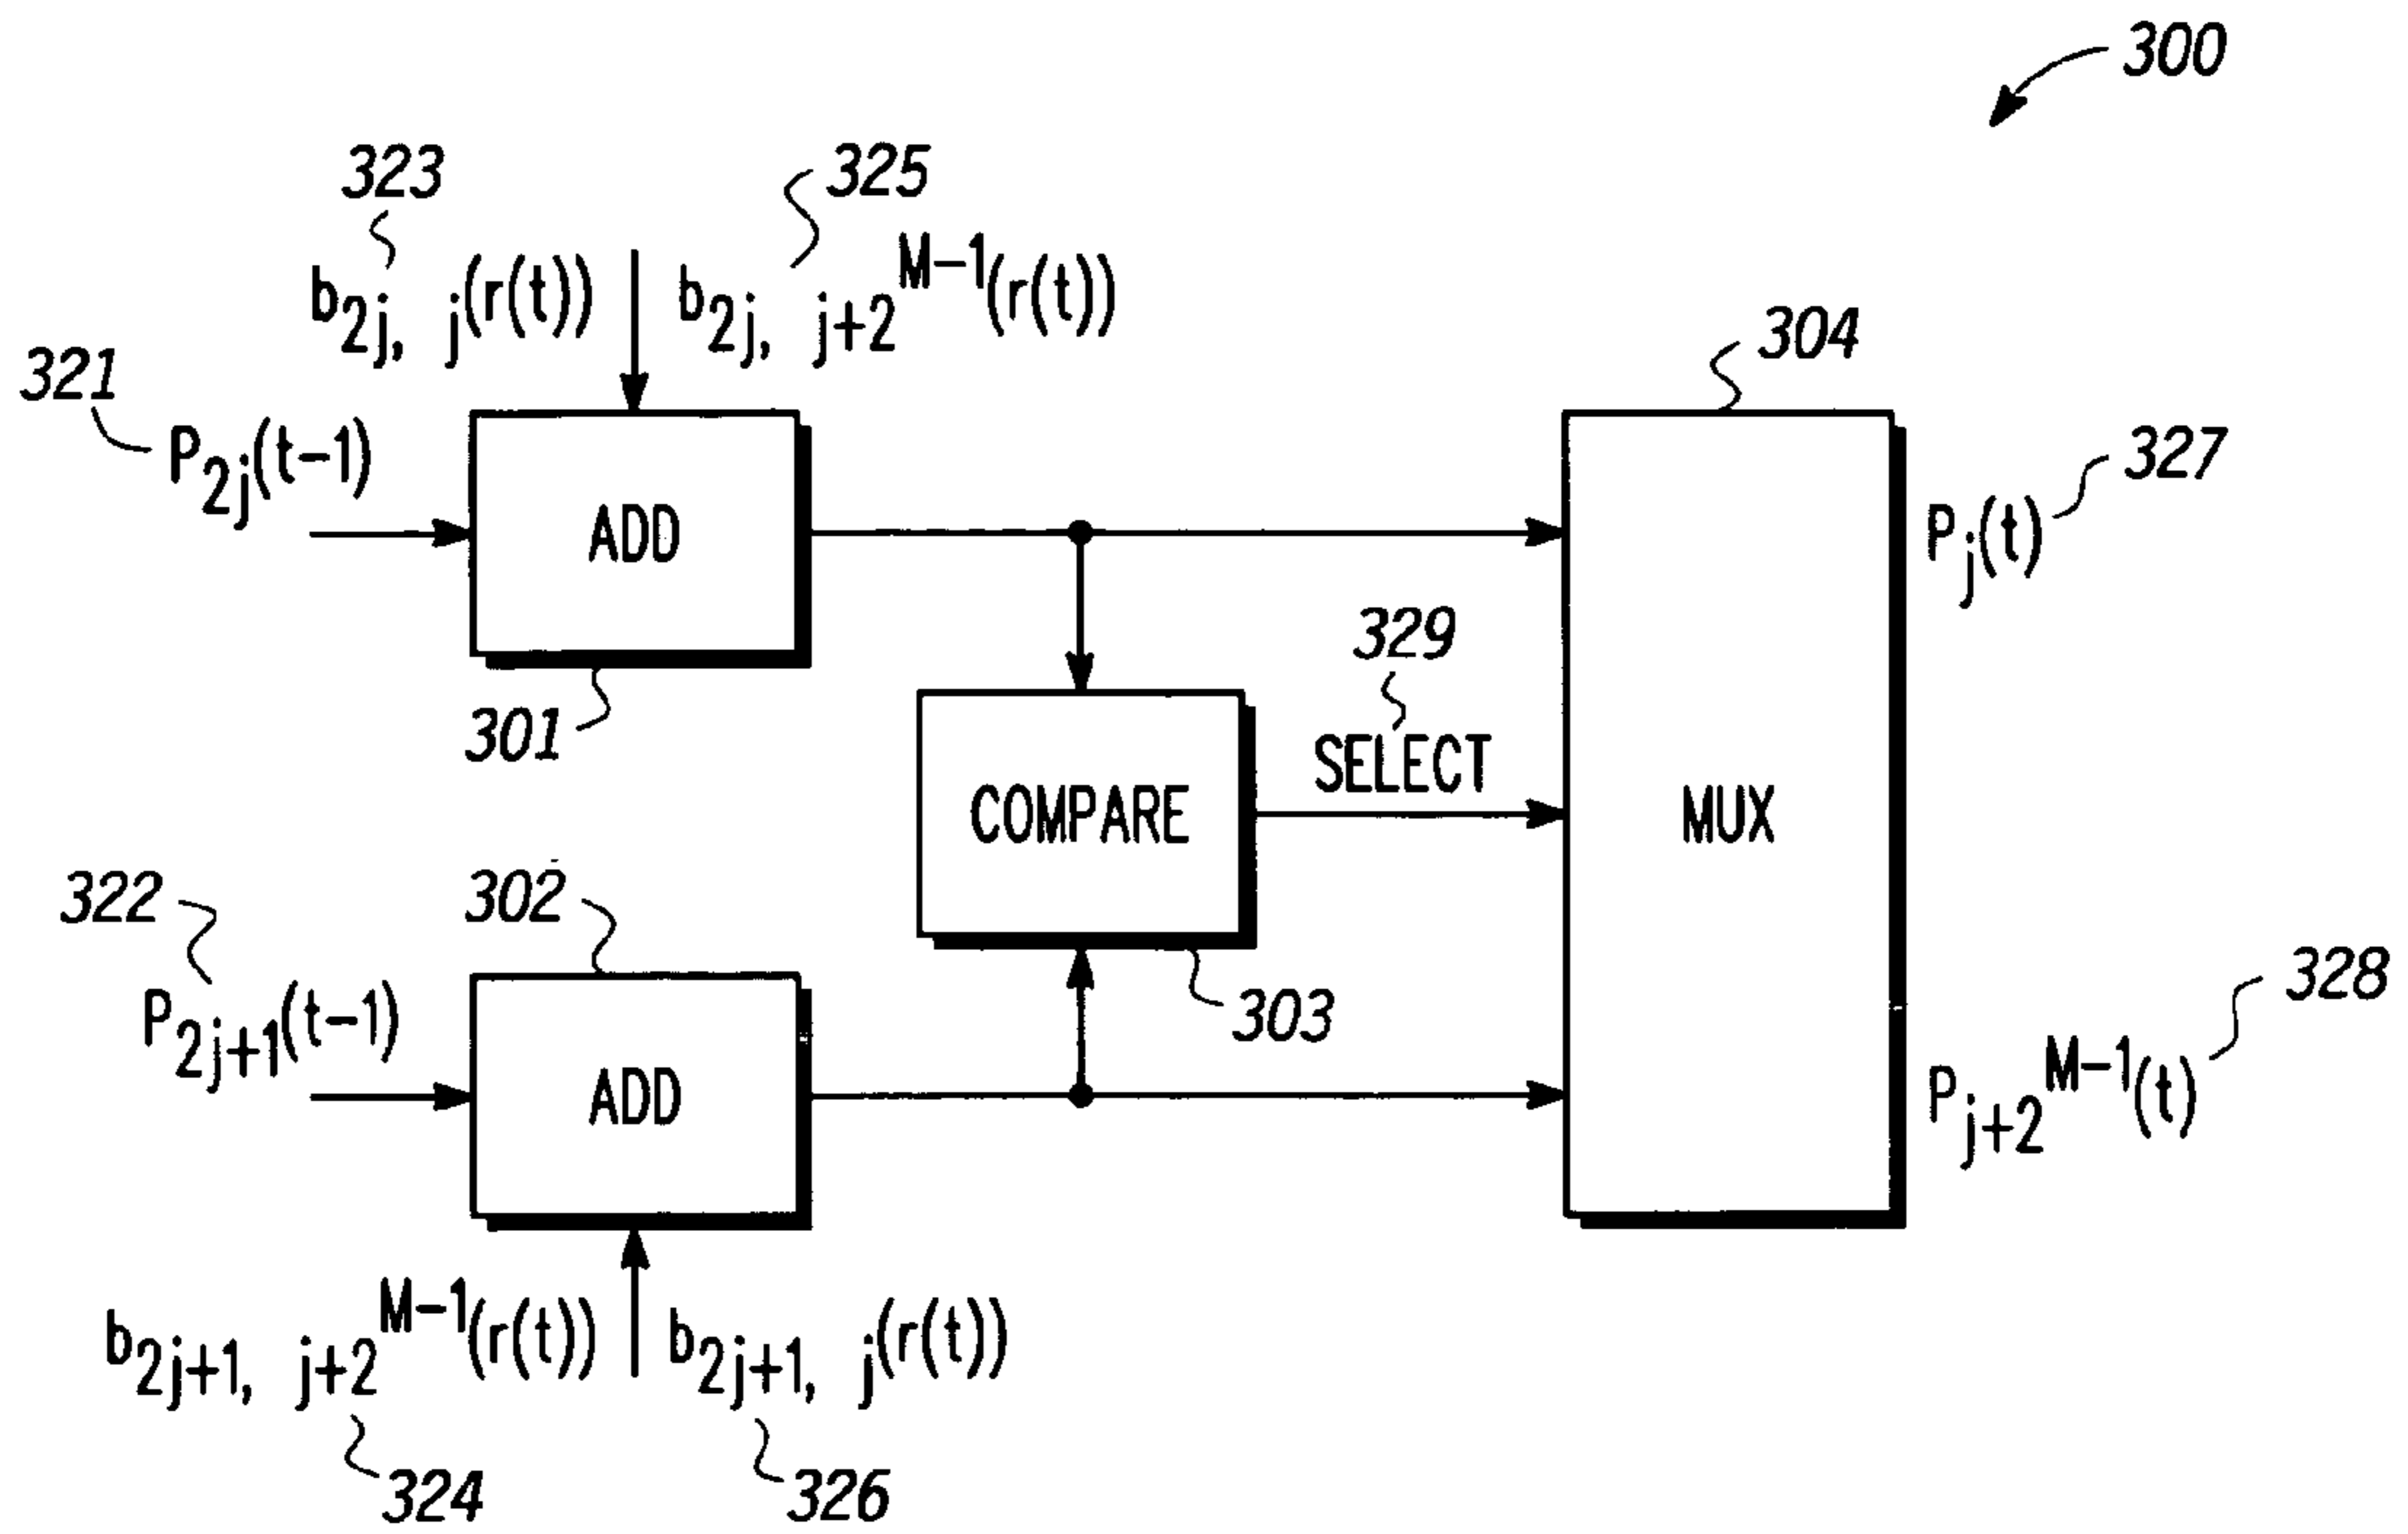 300
323
325
b2j, j(r(t))
b2j, j+2M-1(r(t))
321
P2j(t-1)
304
327
ADD
Pj(t)
329
SELECT
301
COMPARE
MUX
322
302
P2j+1(t-1)
303
328
ADD
Pj+2M-1(t)
b2j+1, j+2M-1(r(t))
b2j+1, j(r(t))
324
326